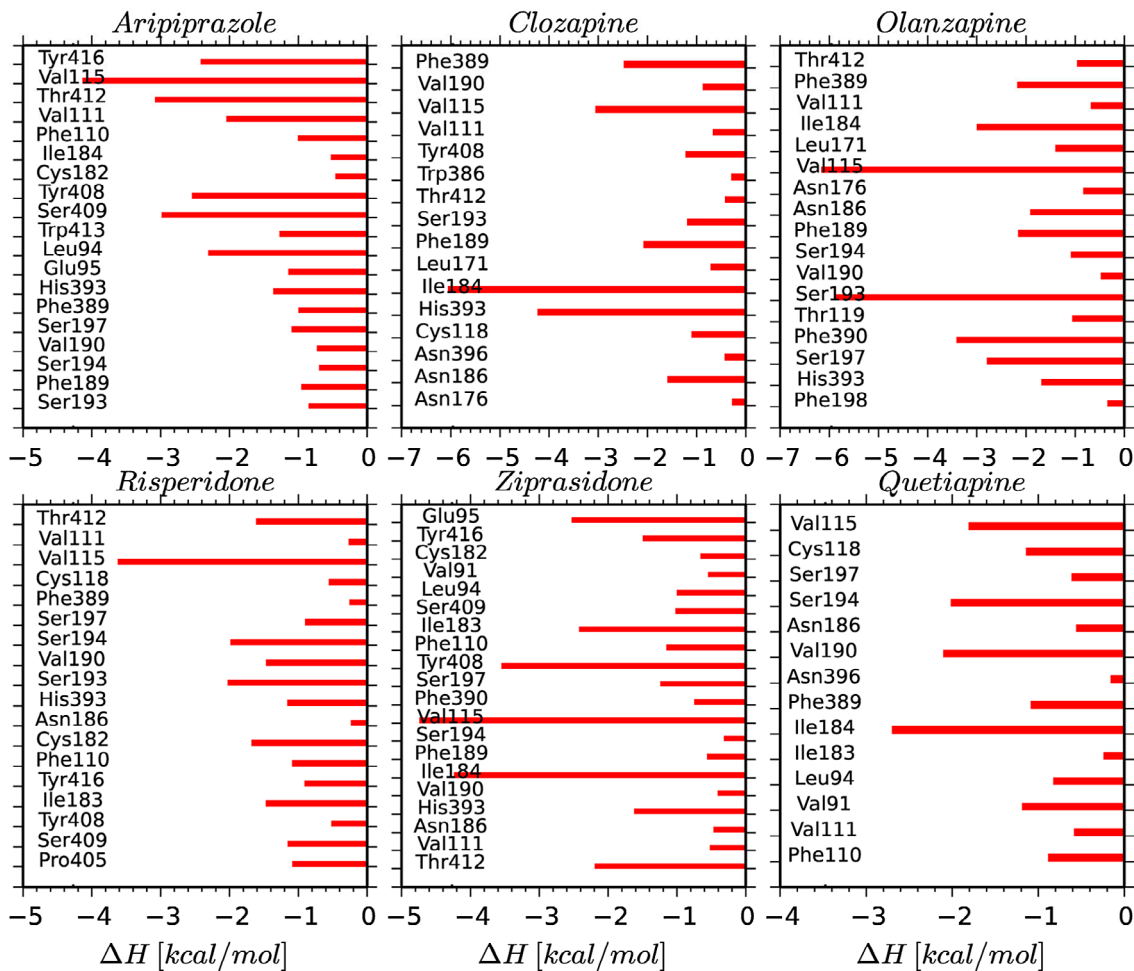 Aripiprazole
Tyr416
Val115
Thr412
Val111
Phe110
Ile184
Cys182
Tyr408
Ser409
Trp413
Leu94
Glu95
His393
Phe389
Ser197
Val190
Ser194
Phe189
Ser193
−5 −4 −3 −2 −1 0
Clozapine
Phe389
Val190
Val115
Val111
Tyr408
Trp386
Thr412
Ser193
Phe189
Leu171
Ile184
His393
Cys118
Asn396
Asn186
Asn176
−7 −6 −5 −4 −3 −2 −1 0
Olanzapine
Thr412
Phe389
Val111
Ile184
Leu171
Val115
Asn176
Asn186
Phe189
Ser194
Val190
Ser193
Thr119
Phe390
Ser197
His393
Phe198
−7 −6 −5 −4 −3 −2 −1 0
Risperidone
Thr412
Val111
Val115
Cys118
Phe389
Ser197
Ser194
Val190
Ser193
His393
Asn186
Cys182
Phe110
Tyr416
Ile183
Tyr408
Ser409
Pro405
−5 −4 −3 −2 −1 0
ΔH [kcal/mol]
Ziprasidone
Glu95
Tyr416
Cys182
Val91
Leu94
Ser409
Ile183
Phe110
Tyr408
Ser197
Phe390
Val115
Ser194
Phe189
Ile184
Val190
His393
Asn186
Val111
Thr412
−5 −4 −3 −2 −1 0
ΔH [kcal/mol]
Quetiapine
Val115
Cys118
Ser197
Ser194
Asn186
Val190
Asn396
Phe389
Ile184
Ile183
Leu94
Val91
Val111
Phe110
−4 −3 −2 −1 0
ΔH [kcal/mol]